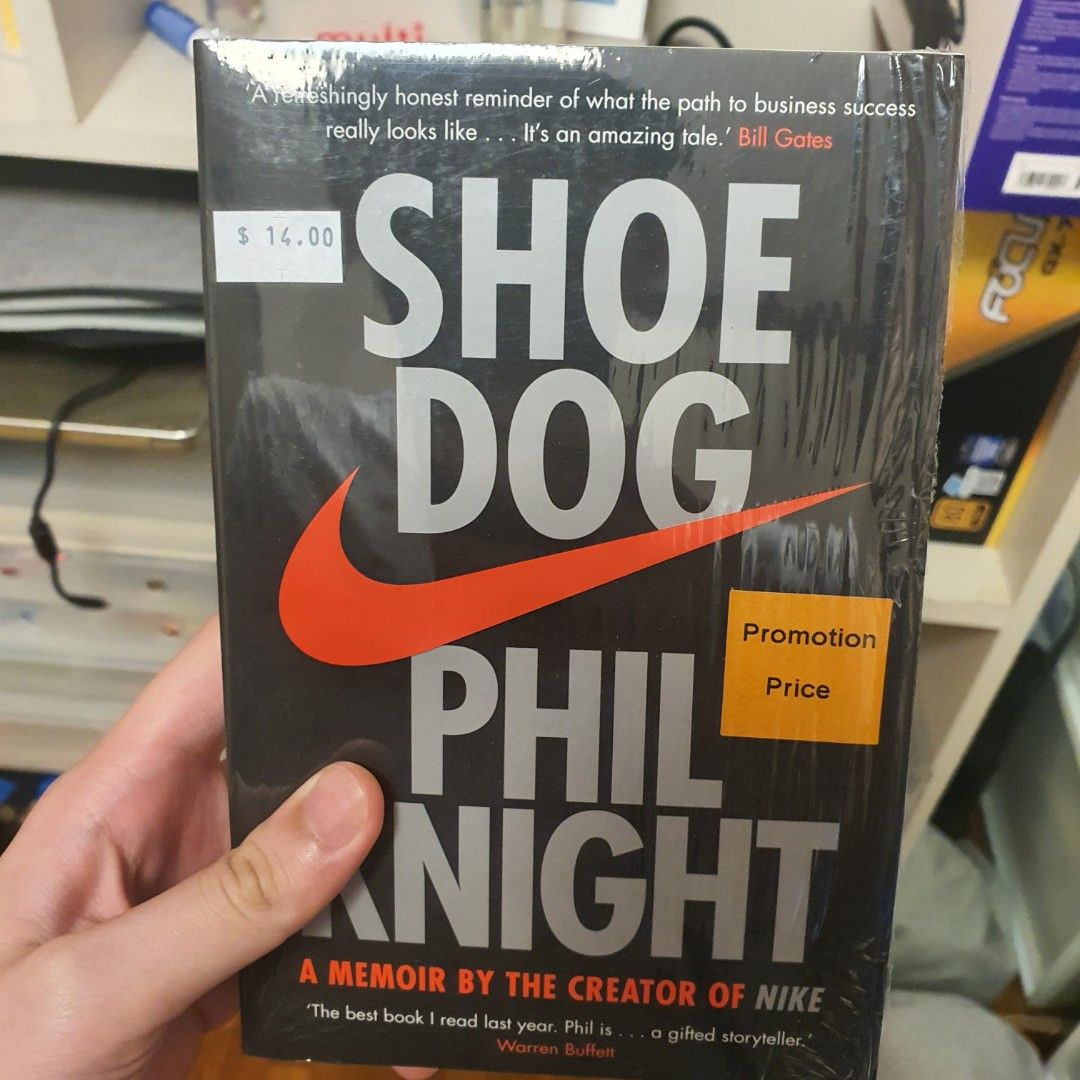 multi
'A refreshingly honest reminder of what the path to business success
really looks like . . . It's an amazing tale.' Bill Gates
$ 14.00
SHOE
DOG
Promotion
Price
PHIL
KNIGHT
A MEMOIR BY THE CREATOR OF NIKE
'The best book I read last year. Phil is . . . a gifted storyteller.'
Warren Buffett